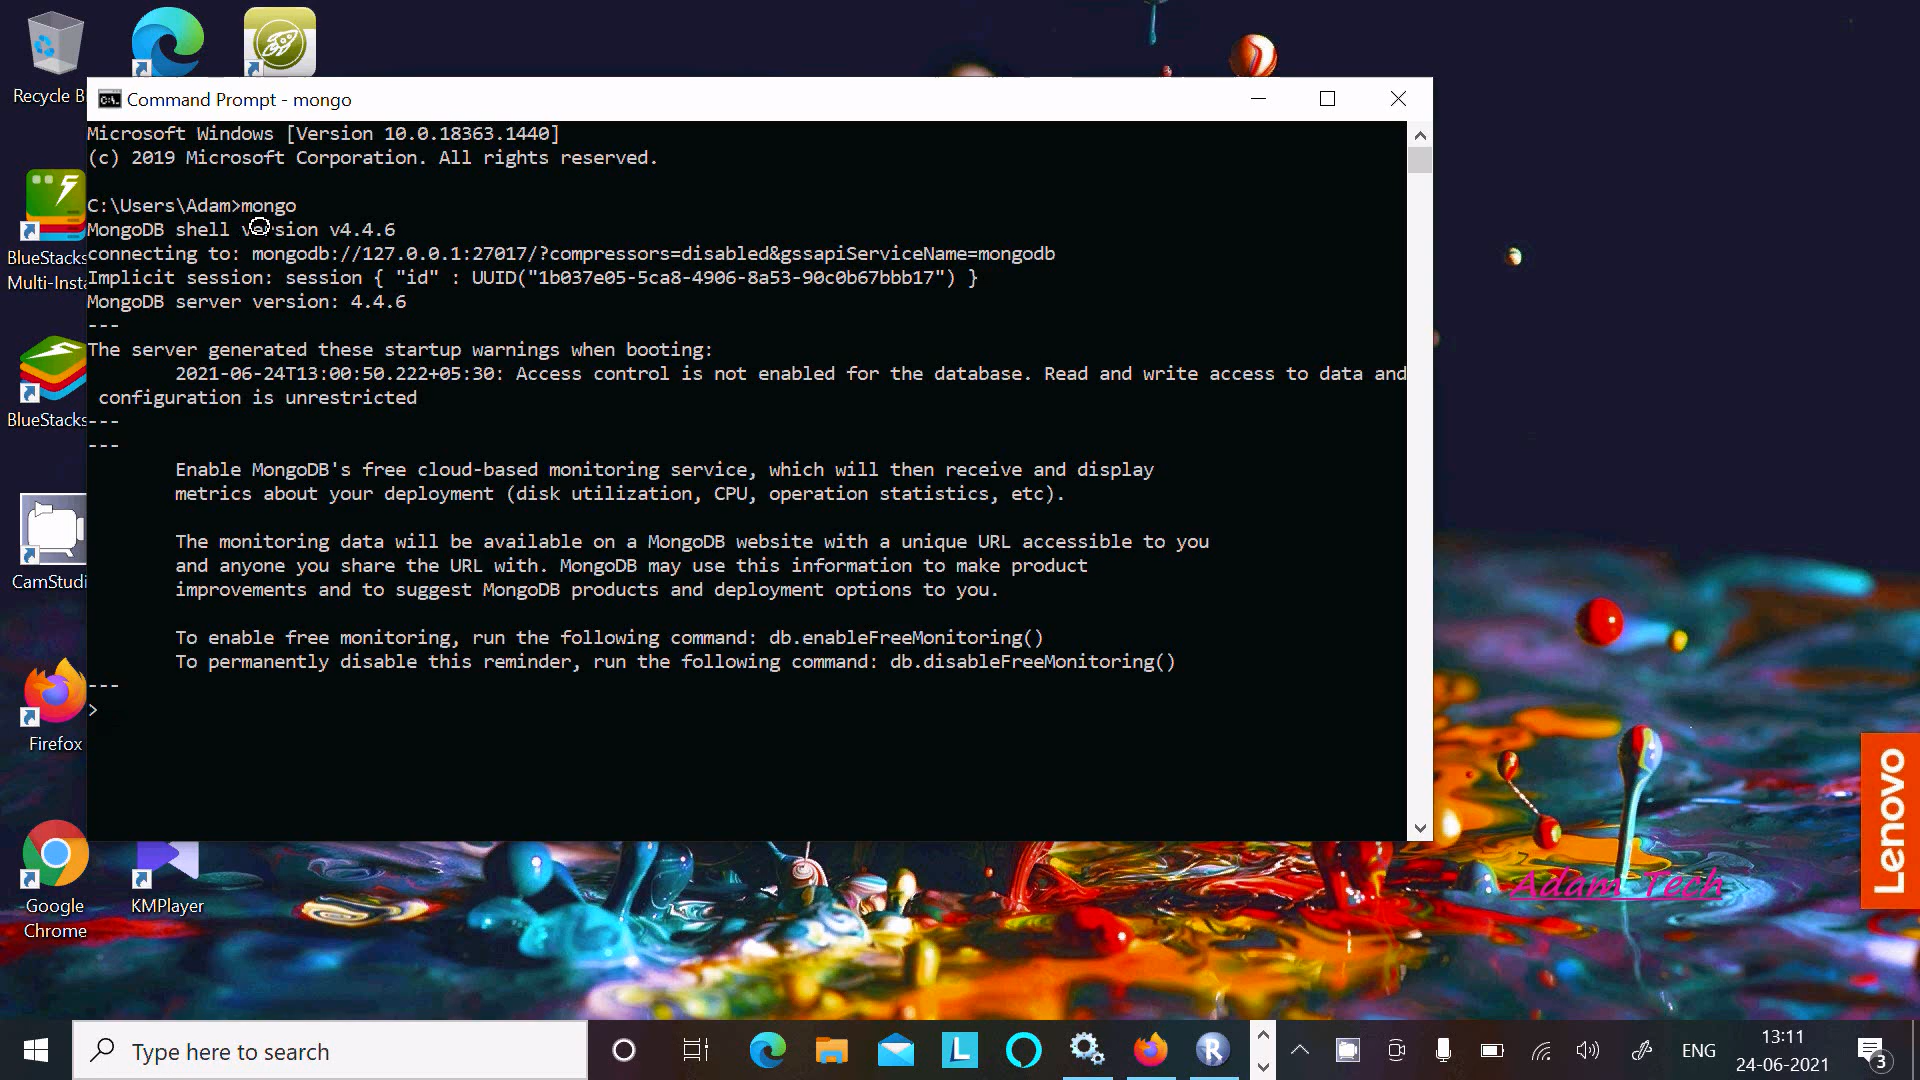 Recycle B
Command Prompt - mongo
Microsoft Windows [Version 10.0.18363.1440]
(c) 2019 Microsoft Corporation. All rights reserved.
C:\Users\Adam>mongo
MongoDB shell version v4.4.6
connecting to: mongodb://127.0.0.1:27017/?compressors=disabled&gssapiServiceName=mongodb
Implicit session: session { "id" : UUID("1b037e05-5ca8-4906-8a53-90c0b67bbb17") }
MongoDB server version: 4.4.6
---
The server generated these startup warnings when booting:
2021-06-24T13:00:50.222+05:30: Access control is not enabled for the database. Read and write access to data and
configuration is unrestricted
---
---
Enable MongoDB's free cloud-based monitoring service, which will then receive and display
metrics about your deployment (disk utilization, CPU, operation statistics, etc).
The monitoring data will be available on a MongoDB website with a unique URL accessible to you
and anyone you share the URL with. MongoDB may use this information to make product
improvements and to suggest MongoDB products and deployment options to you.
To enable free monitoring, run the following command: db.enableFreeMonitoring()
To permanently disable this reminder, run the following command: db.disableFreeMonitoring()
---
>
BlueStacks
Multi-Insta
BlueStacks
CamStudi
Firefox
Google
Chrome
KMPlayer
Lenovo
Adam Tech
Type here to search
L
R
ENG
13:11
24-06-2021
3